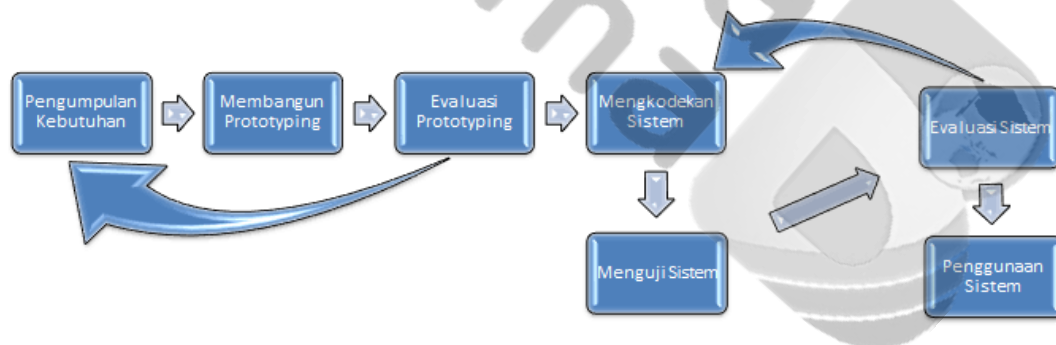 Pengumpulan
Kebutuhan
Membangun
Prototyping
Evaluasi
Prototyping
Mengkodekan
Sistem
Evaluasi Sistem
Menguji Sistem
Penggunaan
Sistem